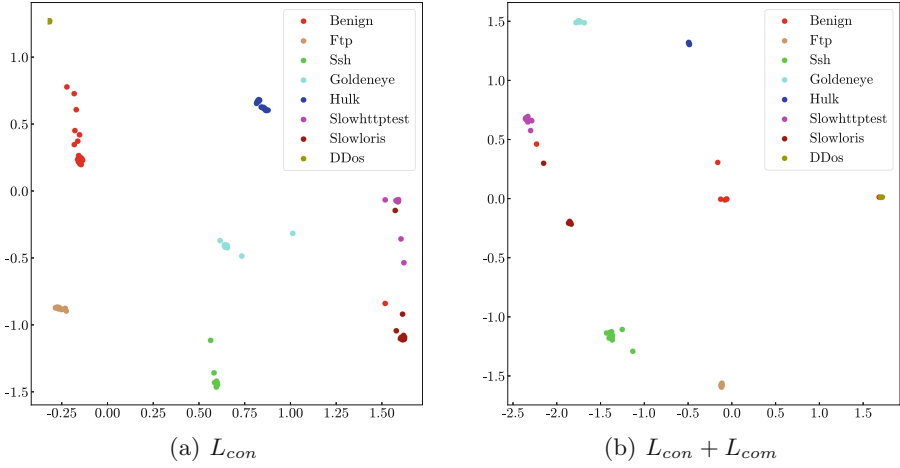 Benign
Ftp
Ssh
Goldeneye
Hulk
Slowhttptest
Slowloris
DDos
1.0
0.5
0.0
-0.5
-1.0
-1.5
-0.25 0.00 0.25 0.50 0.75 1.00 1.25 1.50
(a) L_con
Benign
Ftp
Ssh
Goldeneye
Hulk
Slowhttptest
Slowloris
DDos
1.5
1.0
0.5
0.0
-0.5
-1.0
-1.5
-2.5 -2.0 -1.5 -1.0 -0.5 0.0 0.5 1.0 1.5
(b) L_con + L_com